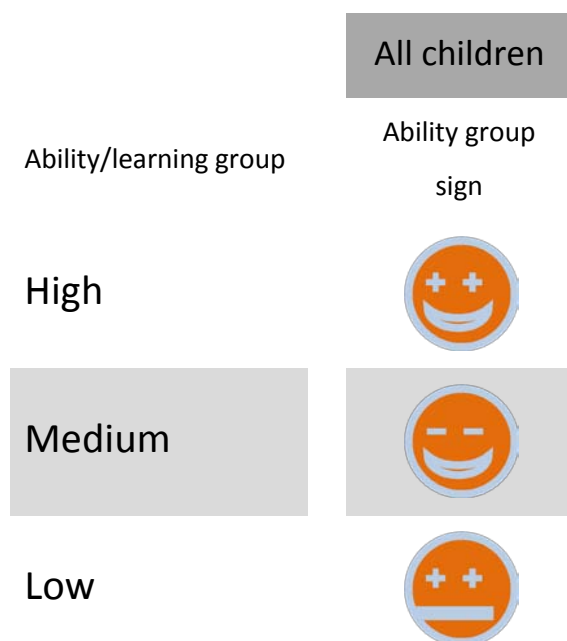 All children
Ability/learning group
Ability group
sign
High
Medium
Low